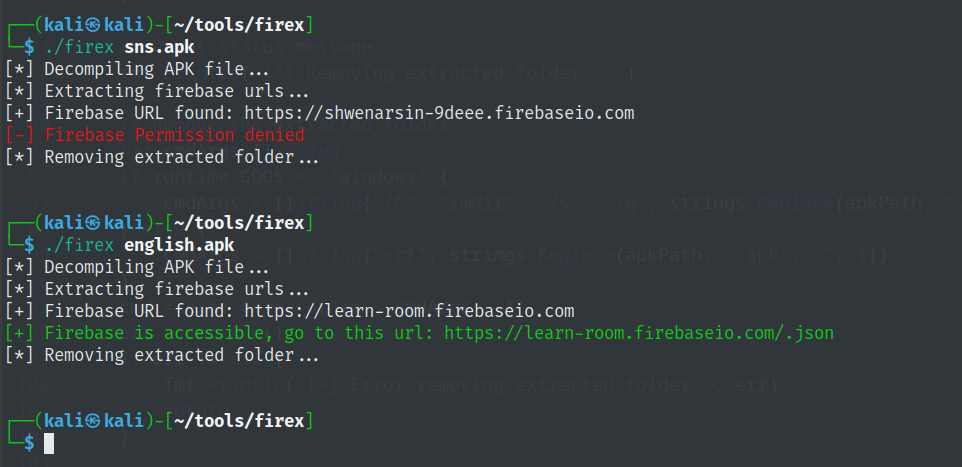 ┌──(kali㉿kali)-[~/tools/firex]
└─$ ./firex sns.apk
[*] Decompiling APK file...
[*] Extracting firebase urls...
[+] Firebase URL found: https://shwenarsin-9deee.firebaseio.com
[-] Firebase Permission denied
[*] Removing extracted folder...
┌──(kali㉿kali)-[~/tools/firex]
└─$ ./firex english.apk
[*] Decompiling APK file...
[*] Extracting firebase urls...
[+] Firebase URL found: https://learn-room.firebaseio.com
[+] Firebase is accessible, go to this url: https://learn-room.firebaseio.com/.json
[*] Removing extracted folder...
┌──(kali㉿kali)-[~/tools/firex]
└─$